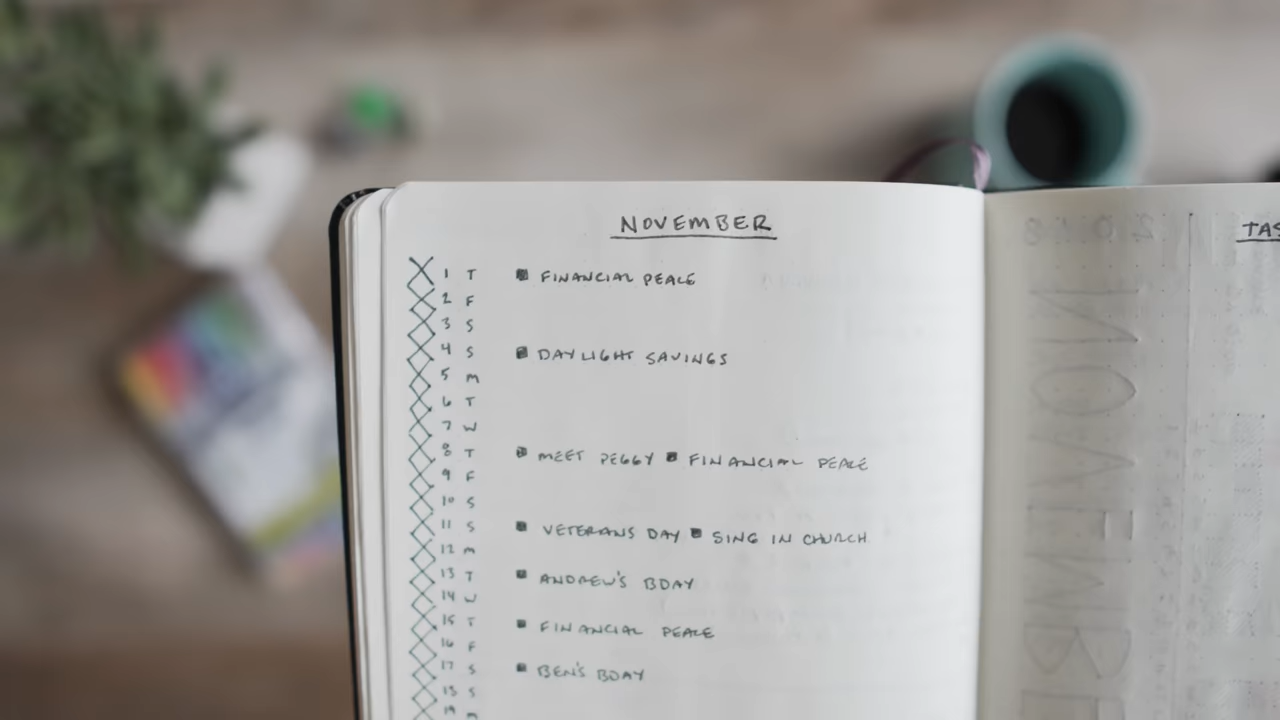 NOVEMBER
1 T ■ FINANCIAL PEACE
2 F
3 S
4 S ■ DAYLIGHT SAVINGS
5 M
6 T
7 W
8 T ■ MEET PEGGY ■ FINANCIAL PEACE
9 F
10 S
11 S ■ VETERANS DAY ■ SING IN CHURCH
12 M
13 T ■ ANDREW'S BDAY
14 W
15 T ■ FINANCIAL PEACE
16 F
17 S ■ BEN'S BDAY
18 S
19 M
TAS